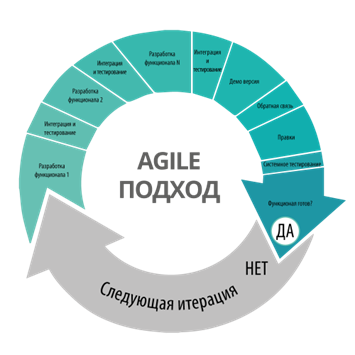 Разработка
функционала 1
Интеграция
и тестирование
Разработка
функционала 2
Интеграция
и тестирование
Разработка
функционала N
Интеграция
и
тестирование
Демо версия
Обратная связь
Правки
Системное тестирование
Функционал готов?
ДА
НЕТ
Следующая итерация
AGILE
ПОДХОД